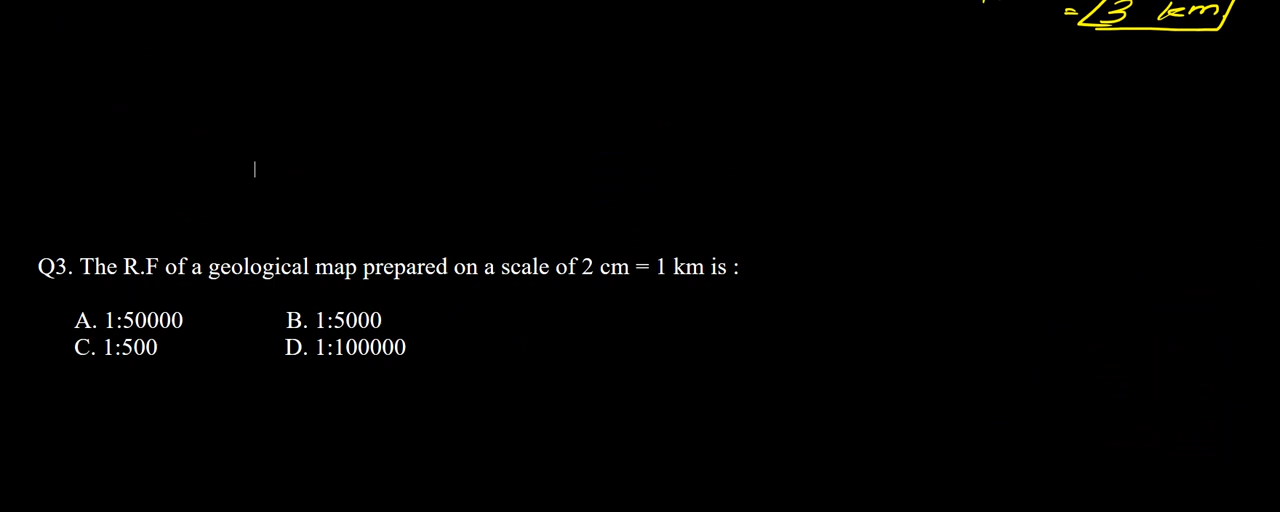 = 3 km
Q3. The R.F of a geological map prepared on a scale of 2 cm = 1 km is :
A. 1:50000 B. 1:5000
C. 1:500 D. 1:100000